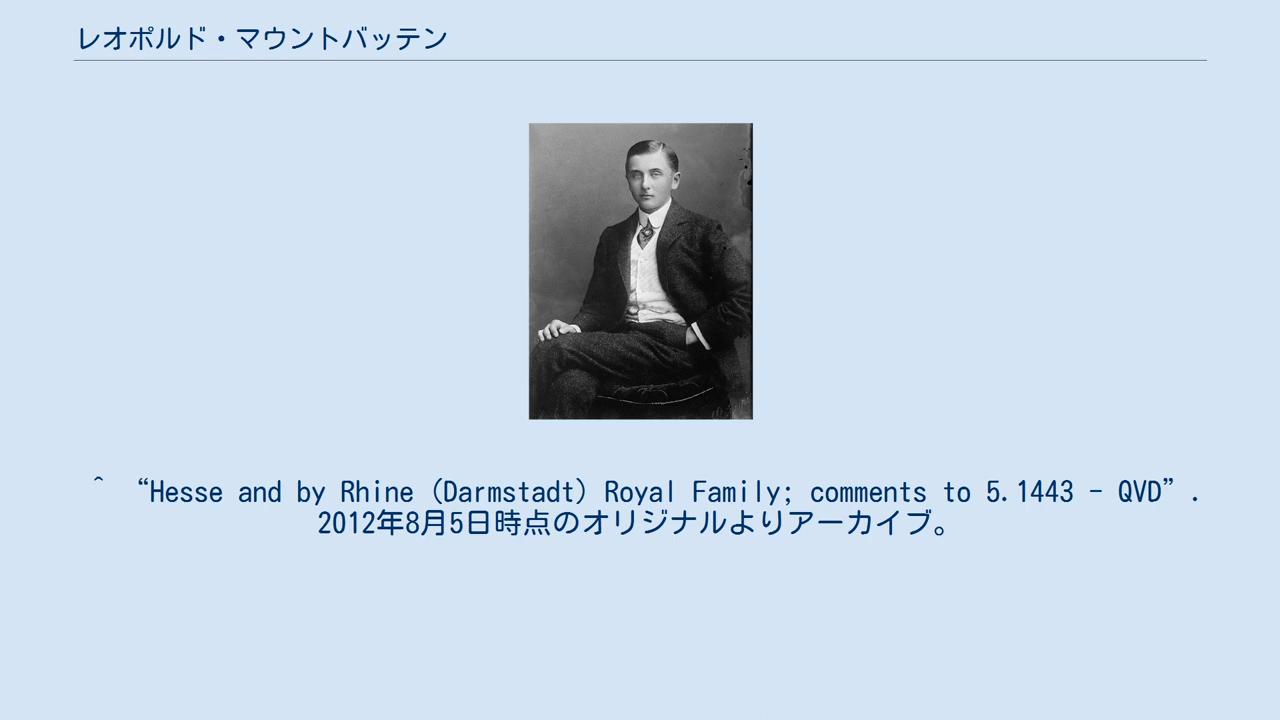 レオポルド・マウントバッテン
^ “Hesse and by Rhine (Darmstadt) Royal Family; comments to 5.1443 - QVD”.
2012年8月5日時点のオリジナルよりアーカイブ。